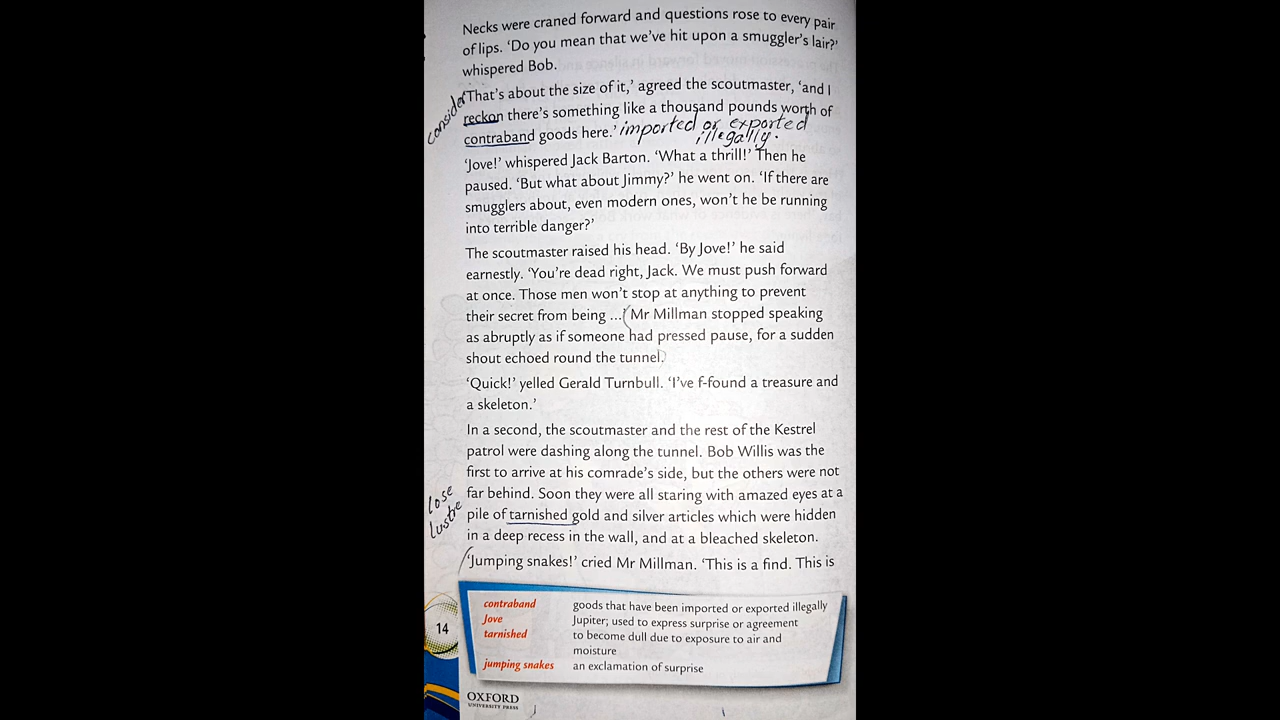 Necks were craned forward and questions rose to every pair
of lips. ‘Do you mean that we’ve hit upon a smuggler’s lair?’
whispered Bob.
‘That’s about the size of it,’ agreed the scoutmaster, ‘and I
consider
reckon there’s something like a thousand pounds worth of
contraband goods here.’ imported or exported
illegally.
‘Jove!’ whispered Jack Barton. ‘What a thrill!’ Then he
paused. ‘But what about Jimmy?’ he went on. ‘If there are
smugglers about, even modern ones, won’t he be running
into terrible danger?’
The scoutmaster raised his head. ‘By Jove!’ he said
earnestly. ‘You’re dead right, Jack. We must push forward
at once. Those men won’t stop at anything to prevent
their secret from being ...(Mr Millman stopped speaking
as abruptly as if someone had pressed pause, for a sudden
shout echoed round the tunnel.)
‘Quick!’ yelled Gerald Turnbull. ‘I’ve f-found a treasure and
a skeleton.’
In a second, the scoutmaster and the rest of the Kestrel
patrol were dashing along the tunnel. Bob Willis was the
first to arrive at his comrade’s side, but the others were not
lose
far behind. Soon they were all staring with amazed eyes at a
lustre
pile of tarnished gold and silver articles which were hidden
in a deep recess in the wall, and at a bleached skeleton.
‘Jumping snakes!’ cried Mr Millman. ‘This is a find. This is
contraband goods that have been imported or exported illegally
Jove Jupiter; used to express surprise or agreement
tarnished to become dull due to exposure to air and
moisture
jumping snakes an exclamation of surprise
14
OXFORD
UNIVERSITY PRESS